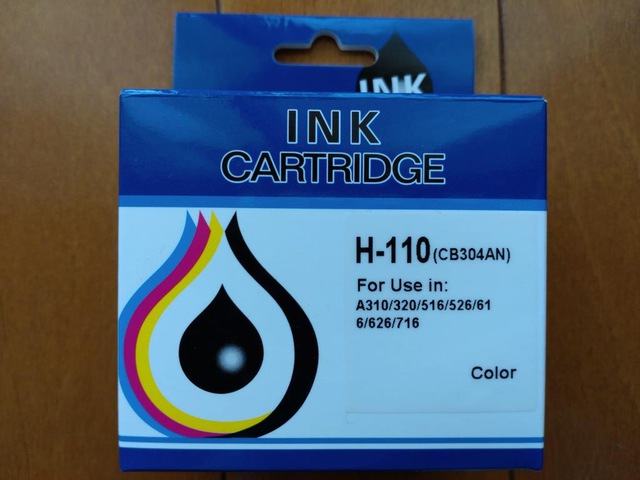 INK
INK
CARTRIDGE
H-110(CB304AN)
For Use in:
A310/320/516/526/61
6/626/716
Color